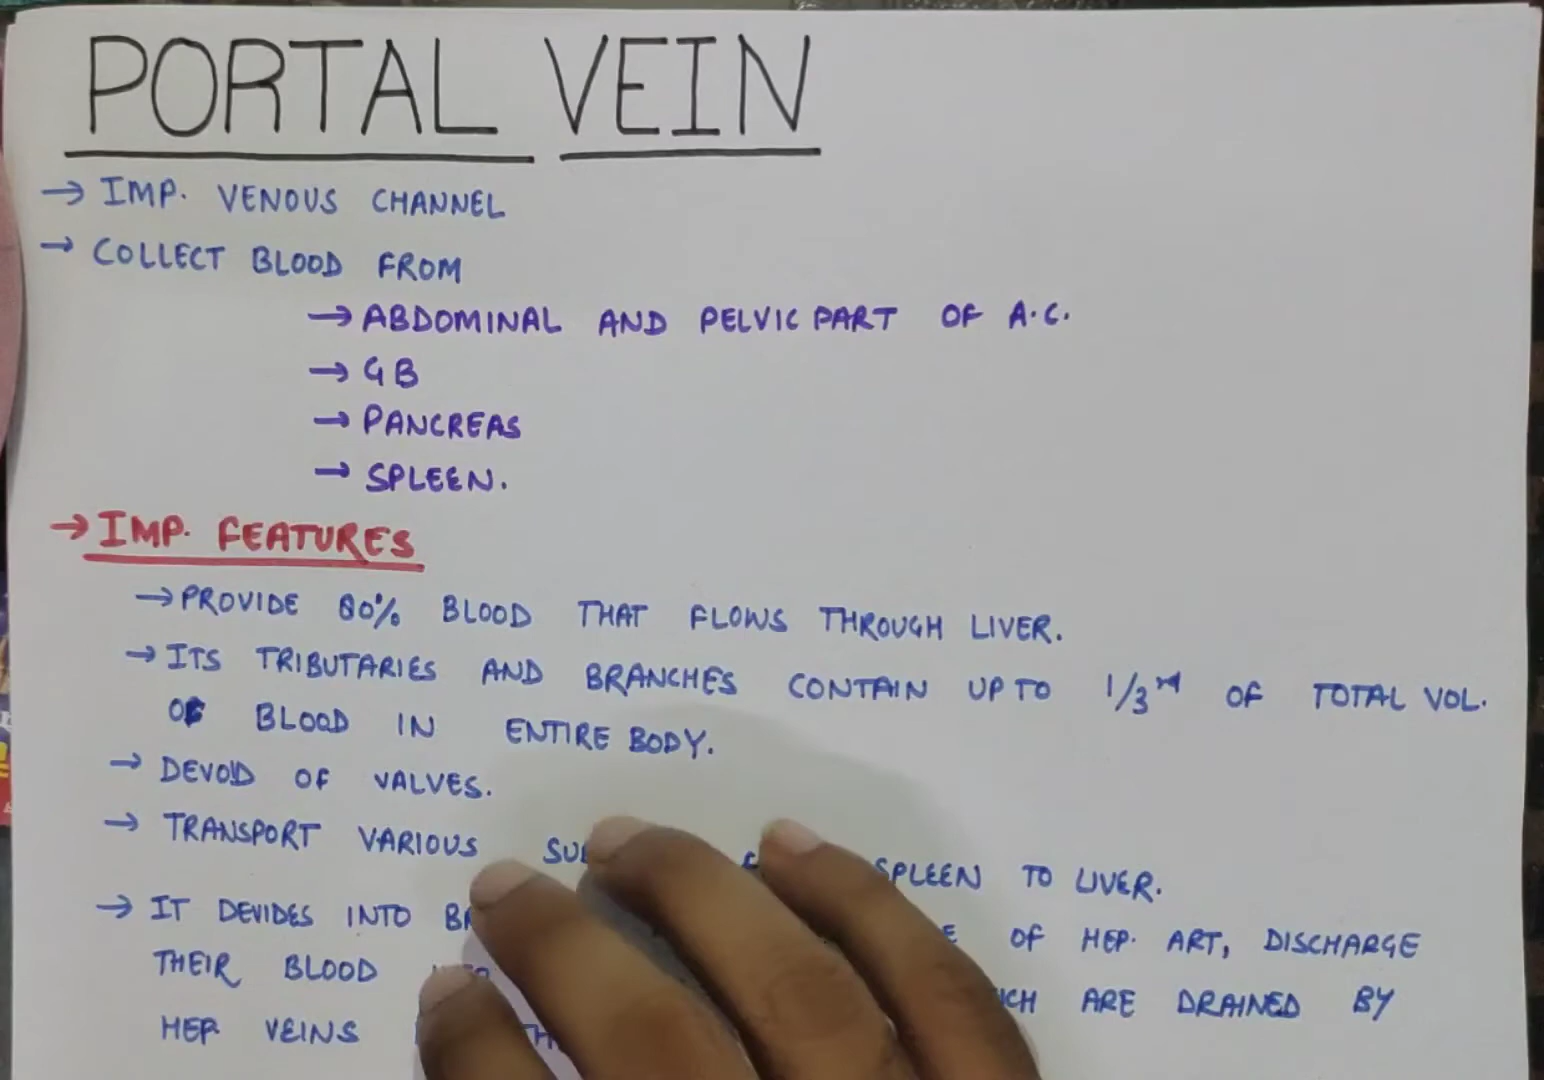 PORTAL VEIN
→ IMP. VENOUS CHANNEL
→ COLLECT BLOOD FROM
→ ABDOMINAL AND PELVIC PART OF A.C.
→ GB
→ PANCREAS
→ SPLEEN.
→ IMP. FEATURES
→ PROVIDE 80% BLOOD THAT FLOWS THROUGH LIVER.
→ ITS TRIBUTARIES AND BRANCHES CONTAIN UP TO 1/3rd OF TOTAL VOL.
OF BLOOD IN ENTIRE BODY.
→ DEVOID OF VALVES.
→ TRANSPORT VARIOUS SPLEEN TO LIVER.
→ IT DEVIDES INTO OF HEP. ART, DISCHARGE
THEIR BLOOD ARE DRAINED BY
HEP. VEINS